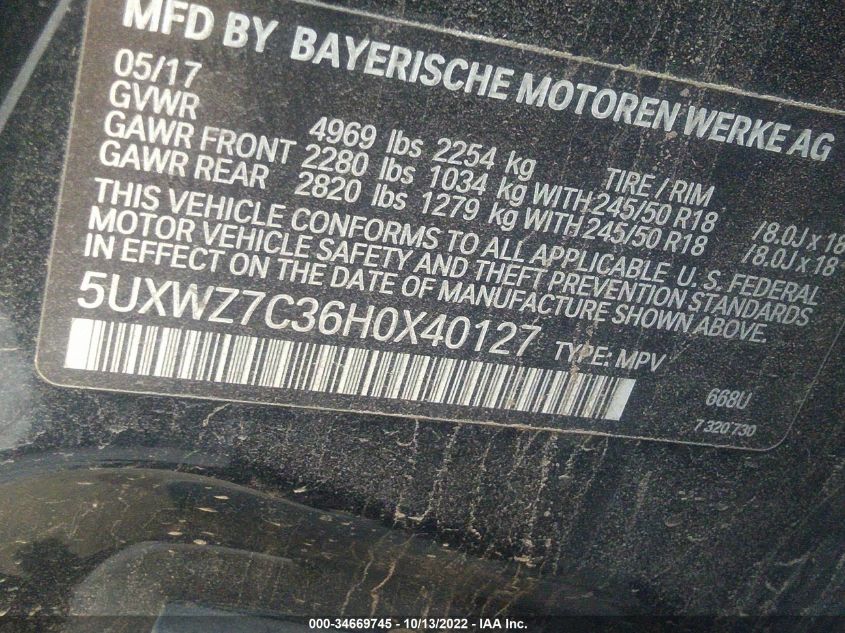 MFD BY BAYERISCHE MOTOREN WERKE AG
05/17
GVWR 4969 lbs 2254 kg TIRE / RIM
GAWR FRONT 2280 lbs 1034 kg WITH 245/50 R18 /8.0J x 18
GAWR REAR 2820 lbs 1279 kg WITH 245/50 R18 /8.0J x 18
THIS VEHICLE CONFORMS TO ALL APPLICABLE U. S. FEDERAL
MOTOR VEHICLE SAFETY AND THEFT PREVENTION STANDARDS
IN EFFECT ON THE DATE OF MANUFACTURE SHOWN ABOVE.
5UXWZ7C36H0X40127 TYPE: MPV
668U
7 320 730
000-34669745 - 10/13/2022 - IAA Inc.